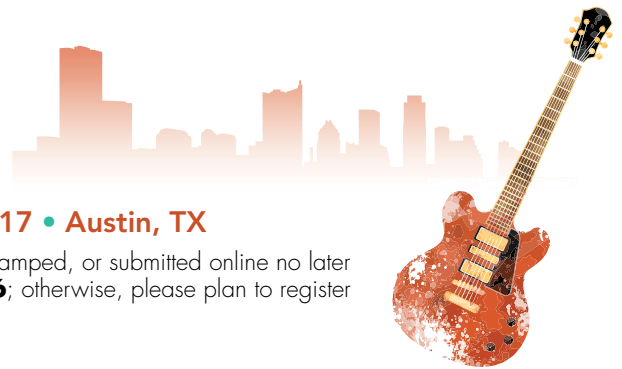 17 • Austin, TX
amped, or submitted online no later
; otherwise, please plan to register